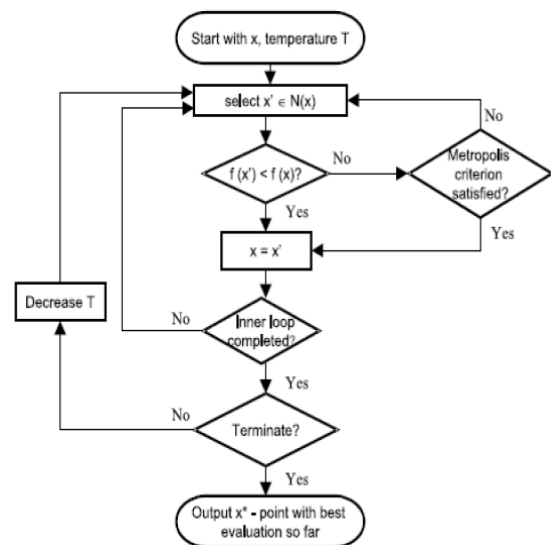 Start with x, temperature T
select x' ∈ N(x)
No
f (x') < f (x)?
No
Metropolis
criterion
satisfied?
Yes
Yes
x = x'
Decrease T
No
Inner loop
completed?
Yes
No
Terminate?
Yes
Output x* - point with best
evaluation so far